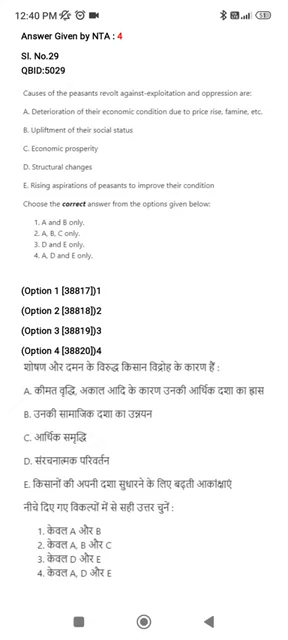 12:40 PM
53
Answer Given by NTA : 4
Sl. No.29
QBID:5029
Causes of the peasants revolt against-exploitation and oppression are:
A. Deterioration of their economic condition due to price rise, famine, etc.
B. Upliftment of their social status
C. Economic prosperity
D. Structural changes
E. Rising aspirations of peasants to improve their condition
Choose the correct answer from the options given below:
1. A and B only.
2. A, B, C only.
3. D and E only.
4. A, D and E only.
(Option 1 [38817])1
(Option 2 [38818])2
(Option 3 [38819])3
(Option 4 [38820])4
शोषण और दमन के विरुद्ध किसान विद्रोह के कारण हैं :
A. कीमत वृद्धि, अकाल आदि के कारण उनकी आर्थिक दशा का ह्रास
B. उनकी सामाजिक दशा का उन्नयन
C. आर्थिक समृद्धि
D. संरचनात्मक परिवर्तन
E. किसानों की अपनी दशा सुधारने के लिए बढ़ती आकांक्षाएं
नीचे दिए गए विकल्पों में से सही उत्तर चुनें :
1. केवल A और B
2. केवल A, B और C
3. केवल D और E
4. केवल A, D और E